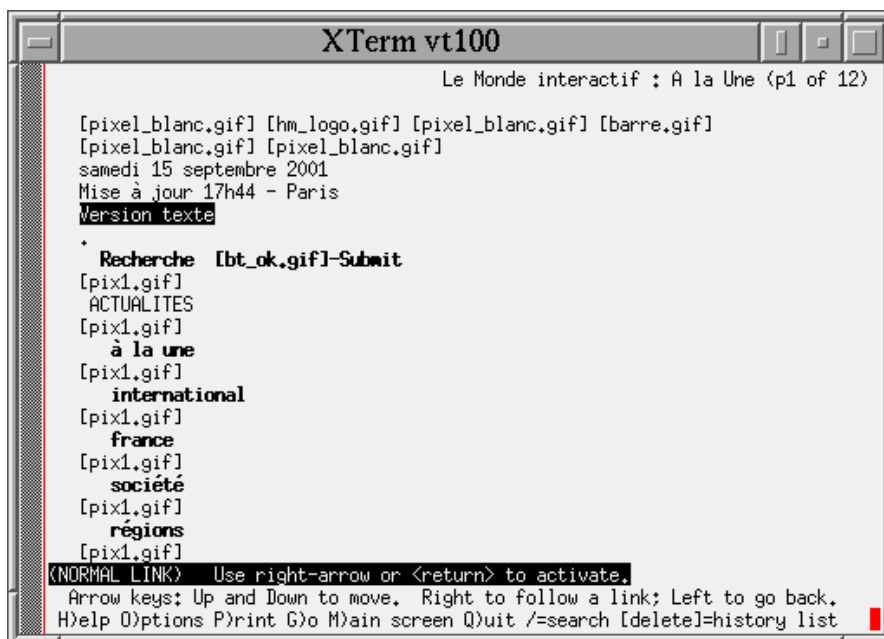 XTerm vt100
Le Monde interactif : A la Une (p1 of 12)
[pixel_blanc.gif] [hm_logo.gif] [pixel_blanc.gif] [barre.gif]
[pixel_blanc.gif] [pixel_blanc.gif]
samedi 15 septembre 2001
Mise à jour 17h44 - Paris
Version texte
.
Recherche [bt_ok.gif]-Submit
[pix1.gif]
ACTUALITES
[pix1.gif]
à la une
[pix1.gif]
international
[pix1.gif]
france
[pix1.gif]
société
[pix1.gif]
régions
[pix1.gif]
(NORMAL LINK) Use right-arrow or <return> to activate.
Arrow keys: Up and Down to move. Right to follow a link; Left to go back.
H)elp O)ptions P)rint G)o M)ain screen Q)uit /=search [delete]=history list